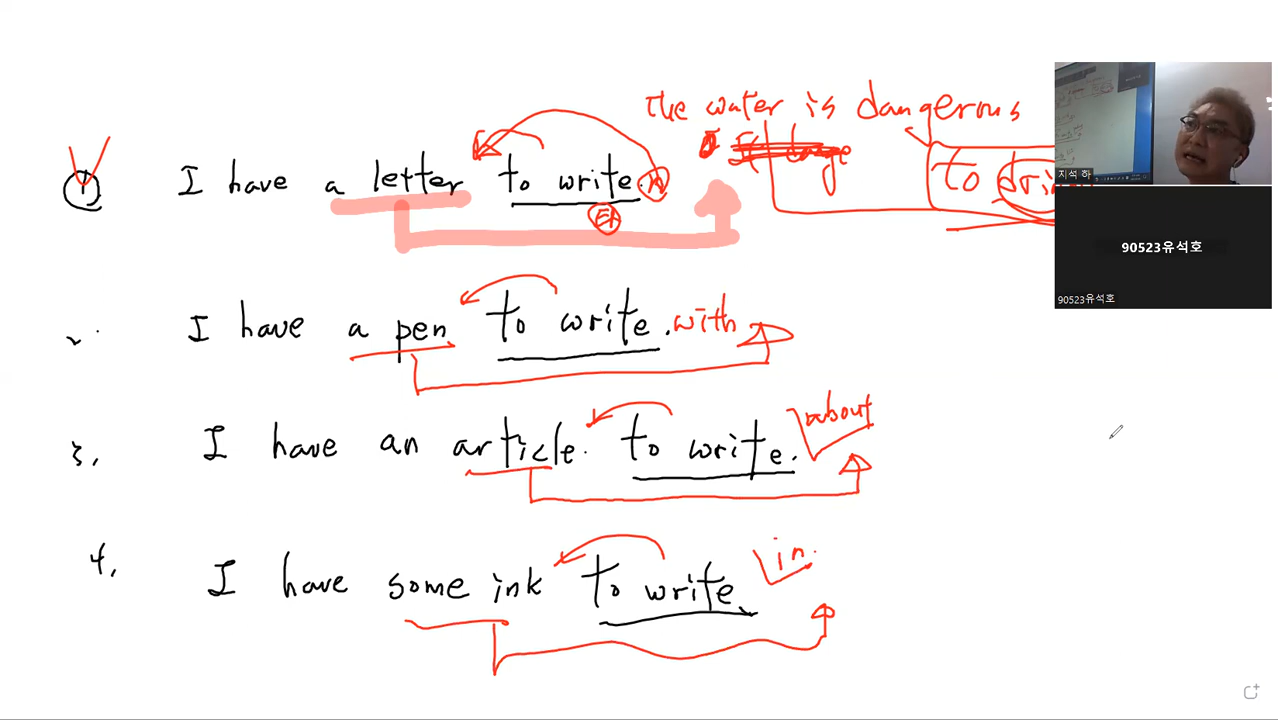 The water is dangerous
① I have a letter to write. to
타
2. I have a pen to write. with
3. I have an article. to write. about
4. I have some ink to write. in.
지석 하
90523유석호
90523유석호